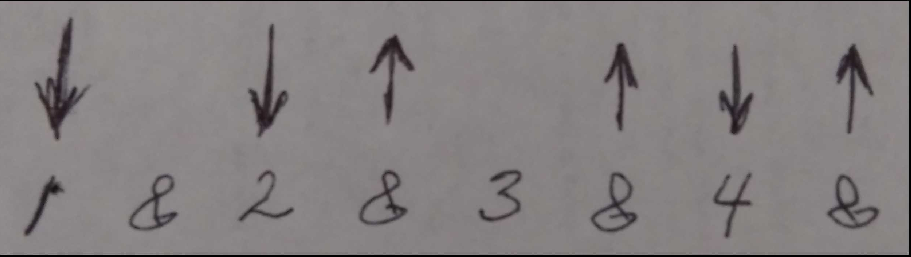 ↓ ↓ ↑ ↑ ↓ ↑
1 & 2 & 3 & 4 &